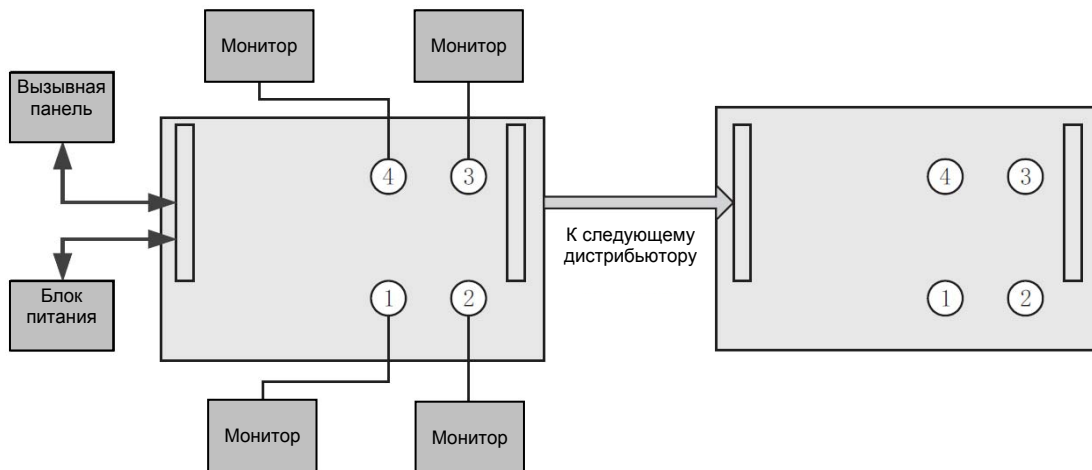 Монитор
Монитор
Вызывная
панель
4
3
4
3
К следующему
дистрибьютору
Блок
питания
1
2
1
2
Монитор
Монитор